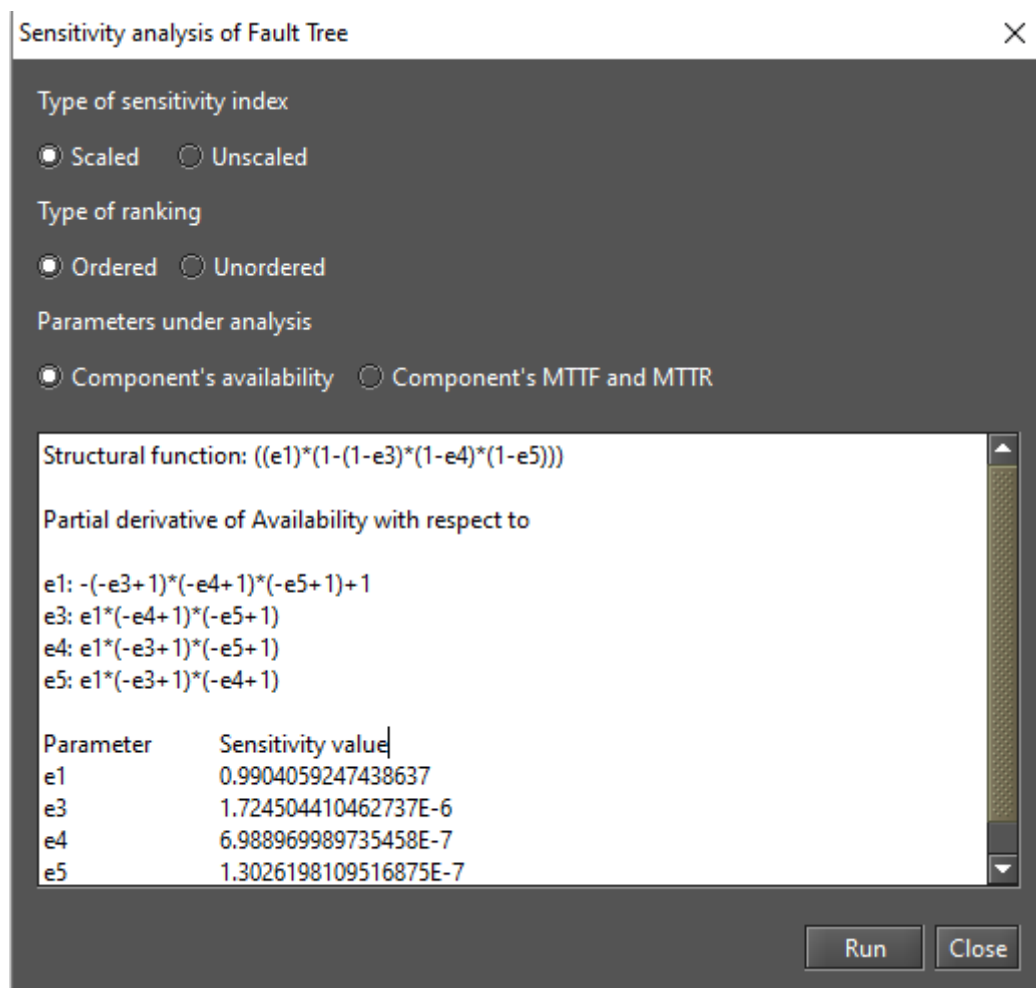 Sensitivity analysis of Fault Tree
Type of sensitivity index
Scaled Unscaled
Type of ranking
Ordered Unordered
Parameters under analysis
Component's availability Component's MTTF and MTTR
Structural function: ((e1)*(1-(1-e3)*(1-e4)*(1-e5)))
Partial derivative of Availability with respect to
e1: -(-e3+1)*(-e4+1)*(-e5+1)+1
e3: e1*(-e4+1)*(-e5+1)
e4: e1*(-e3+1)*(-e5+1)
e5: e1*(-e3+1)*(-e4+1)
Parameter Sensitivity value
e1 0.9904059247438637
e3 1.724504410462737E-6
e4 6.988969989735458E-7
e5 1.3026198109516875E-7
Run Close